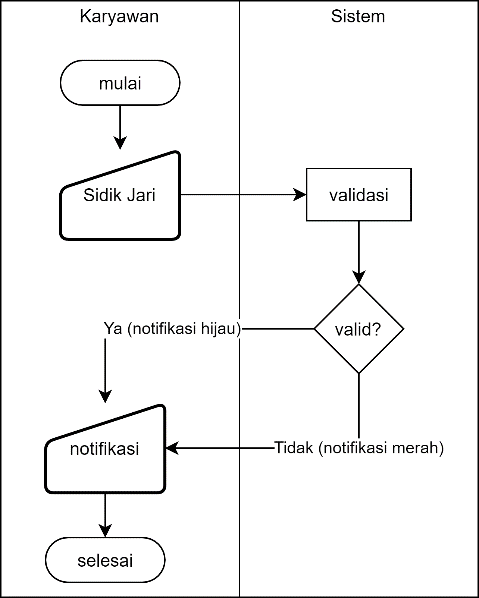 Karyawan
Sistem
mulai
Sidik Jari
validasi
valid?
Ya (notifikasi hijau)
Tidak (notifikasi merah)
notifikasi
selesai